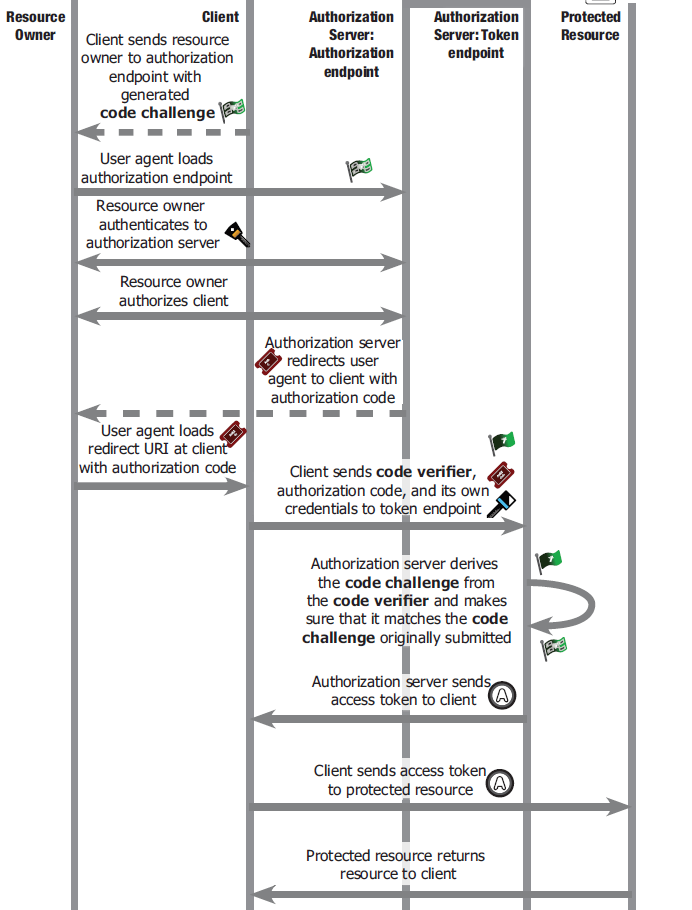 Resource
Owner
Client
Authorization
Server:
Authorization
endpoint
Authorization
Server: Token
endpoint
Protected
Resource
Client sends resource
owner to authorization
endpoint with
generated
code challenge
User agent loads
authorization endpoint
Resource owner
authenticates to
authorization server
Resource owner
authorizes client
Authorization server
redirects user
agent to client with
authorization code
User agent loads
redirect URI at client
with authorization code
Client sends code verifier,
authorization code, and its own
credentials to token endpoint
Authorization server derives
the code challenge from
the code verifier and makes
sure that it matches the code
challenge originally submitted
Authorization server sends
access token to client
A
Client sends access token
to protected resource
A
Protected resource returns
resource to client